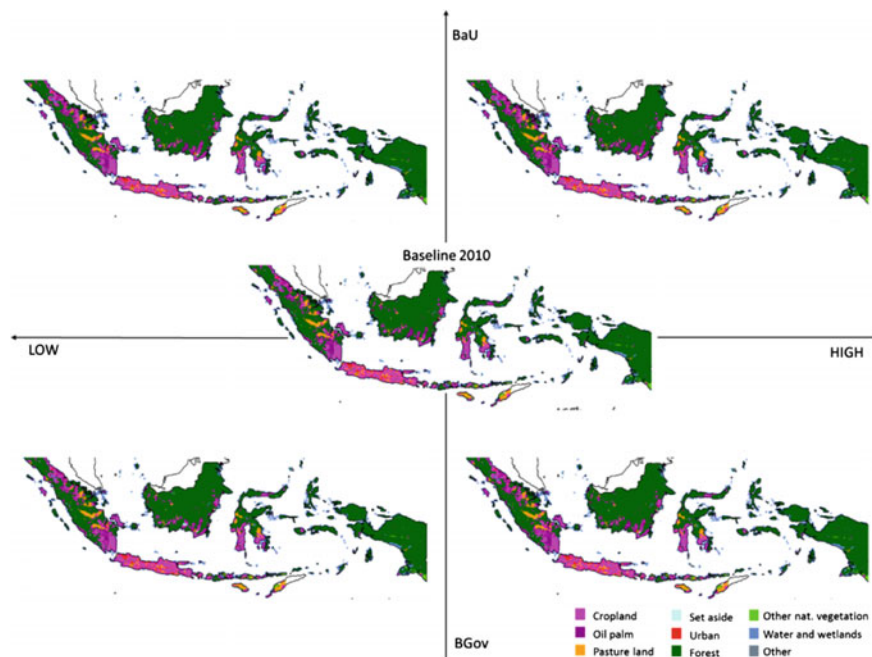 BaU
Baseline 2010
LOW
HIGH
BGov
Cropland
Set aside
Other nat. vegetation
Oil palm
Urban
Water and wetlands
Pasture land
Forest
Other